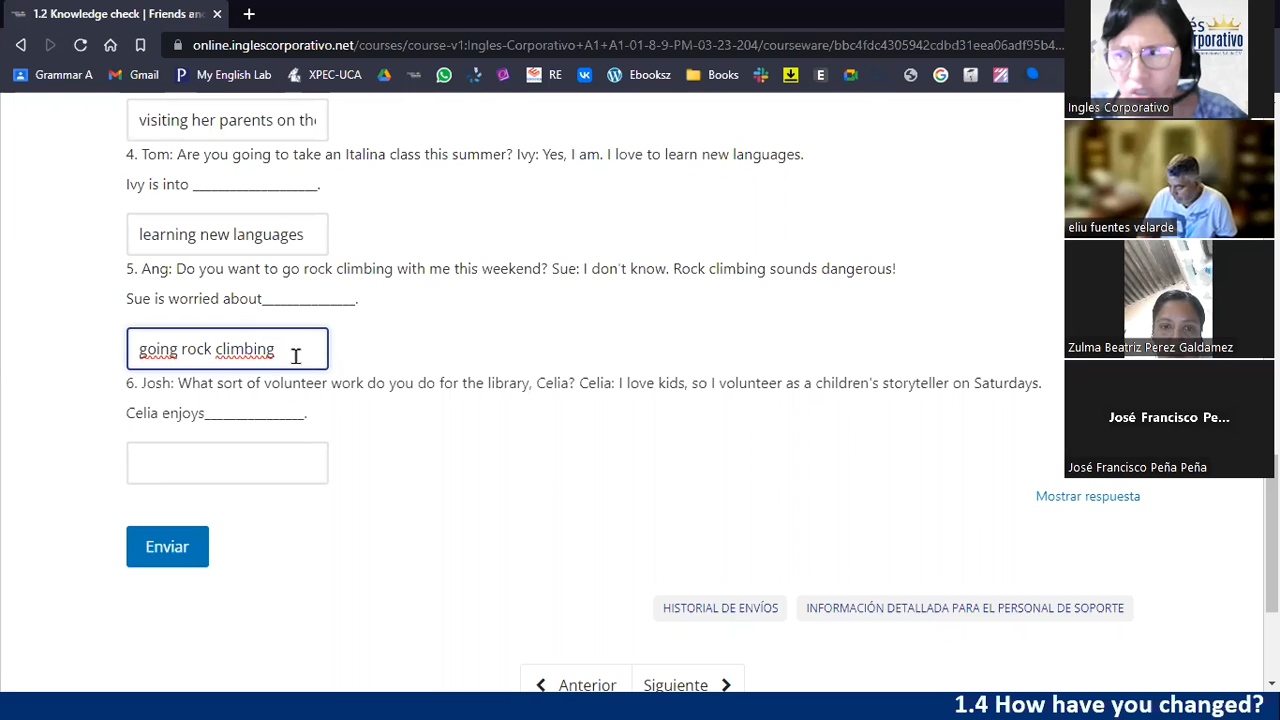 1.2 Knowledge check | Friends and
online.inglescorporativo.net/courses/course-v1:Ingles-Corporativo+A1+A1-01-8-9-PM-03-23-204/courseware/bbc4fdc4305942cdbd31eea06adf95b4...
Grammar A Gmail My English Lab XPEC-UCA RE Ebooksz Books
visiting her parents on the
4. Tom: Are you going to take an Italina class this summer? Ivy: Yes, I am. I love to learn new languages.
Ivy is into ____________________.
learning new languages
5. Ang: Do you want to go rock climbing with me this weekend? Sue: I don't know. Rock climbing sounds dangerous!
Sue is worried about_______________.
going rock climbing
6. Josh: What sort of volunteer work do you do for the library, Celia? Celia: I love kids, so I volunteer as a children's storyteller on Saturdays.
Celia enjoys________________.
Mostrar respuesta
Enviar
HISTORIAL DE ENVÍOS INFORMACIÓN DETALLADA PARA EL PERSONAL DE SOPORTE
Anterior Siguiente
Ingles Corporativo
eliu fuentes velarde
Zulma Beatriz Perez Galdamez
José Francisco Pe...
José Francisco Peña Peña
1.4 How have you changed?